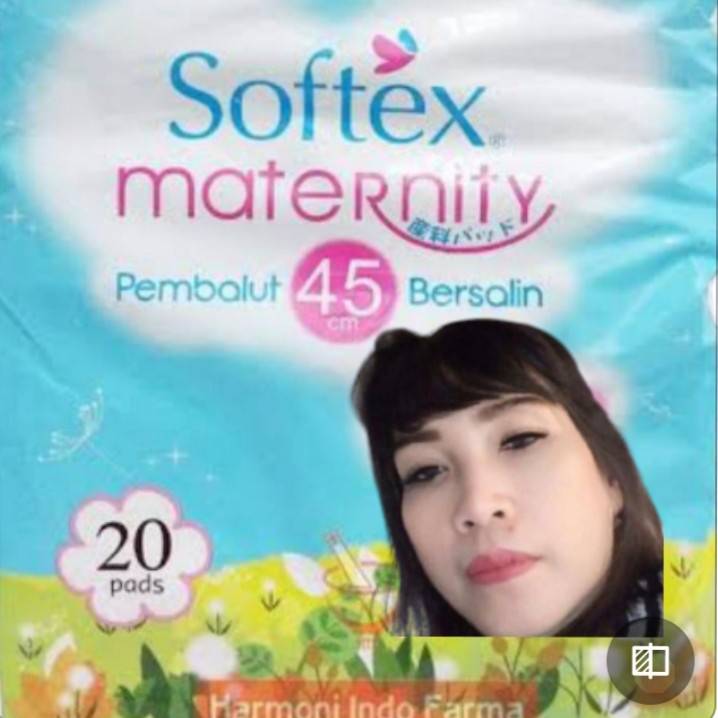 Softex®
maternity
産科パッド
Pembalut 45 cm Bersalin
20
pads
Harmoni Indo Farma